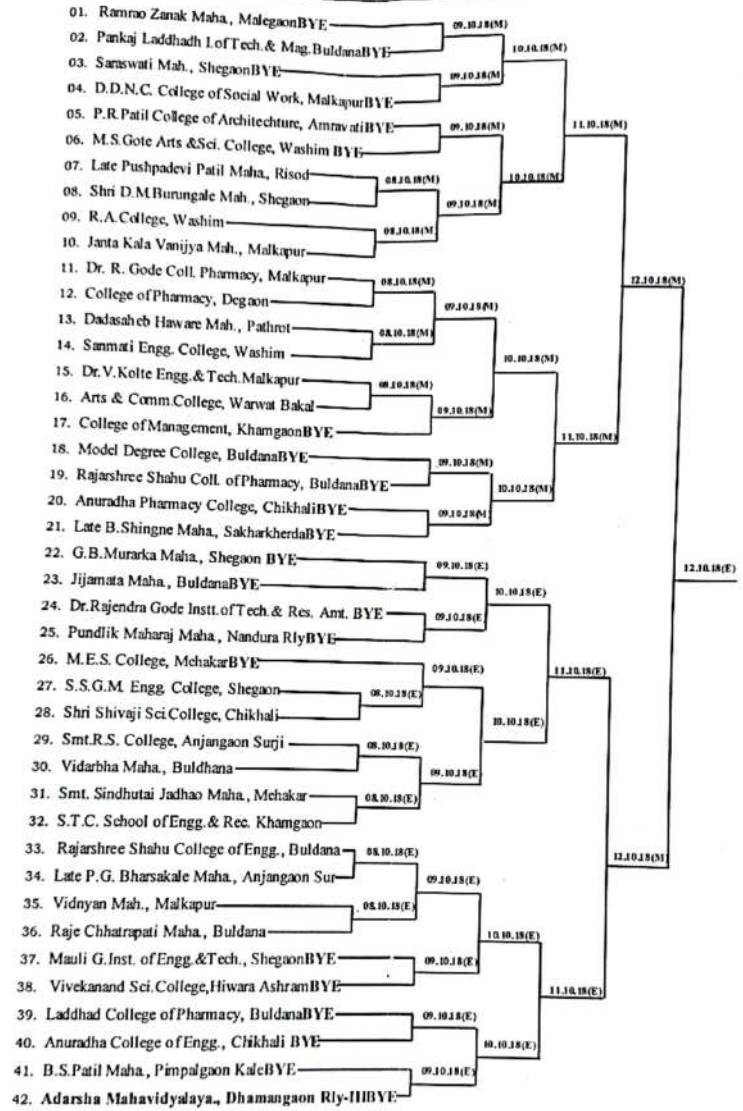 01. Ramrao Zanak Maha., MalegaonBYE
09.10.18(M)
02. Pankaj Laddhadh I.of Tech.& Mag.BuldanaBYE
10.10.18(M)
03. Saraswati Mah., ShegaonBYE
09.10.18(M)
04. D.D.N.C. College of Social Work, MalkapurBYE
11.10.18(M)
05. P.R.Patil College of Architechture, AmravatiBYE
09.10.18(M)
06. M.S.Gote Arts &Sci. College, Washim BYE
10.10.18(M)
07. Late Pushpadevi Patil Maha., Risod
08.10.18(M)
08. Shri D.M.Burungale Mah., Shegaon
09.10.18(M)
09. R.A.College, Washim
08.10.18(M)
10. Janta Kala Vanijya Mah., Malkapur
12.10.18(M)
11. Dr. R. Gode Coll. Pharmacy, Malkapur
08.10.18(M)
12. College of Pharmacy, Degaon
09.10.18(M)
13. Dadasaheb Haware Mah., Pathrot
08.10.18(M)
14. Sanmati Engg. College, Washim
10.10.18(M)
15. Dr.V.Kolte Engg.&Tech.Malkapur
08.10.18(M)
16. Arts & Comm.College, Warwat Bakal
09.10.18(M)
17. College of Management, KhamgaonBYE
11.10.18(M)
18. Model Degree College, BuldanaBYE
09.10.18(M)
19. Rajarshree Shahu Coll. of Pharmacy, BuldanaBYE
10.10.18(M)
20. Anuradha Pharmacy College, ChikhaliBYE
09.10.18(M)
21. Late B.Shingne Maha., SakharkherdaBYE
12.10.18(E)
22. G.B.Murarka Maha., Shegaon BYE
09.10.18(E)
23. Jijamata Maha., BuldanaBYE
10.10.18(E)
24. Dr.Rajendra Gode Instt.of Tech.& Res. Amt. BYE
09.10.18(E)
25. Pundlik Maharaj Maha., Nandura RlyBYE
11.10.18(E)
26. M.E.S. College, MehakarBYE
09.10.18(E)
27. S.S.G.M. Engg. College, Shegaon
08.10.18(E)
28. Shri Shivaji Sci.College, Chikhali
10.10.18(E)
29. Smt.R.S. College, Anjangaon Surji
08.10.18(E)
30. Vidarbha Maha., Buldhana
09.10.18(E)
31. Smt. Sindhutai Jadhao Maha., Mehakar
08.10.18(E)
32. S.T.C. School of Engg.& Rec. Khamgaon
12.10.18(M)
33. Rajarshree Shahu College of Engg., Buldana
08.10.18(E)
34. Late P.G. Bharsakale Maha., Anjangaon Sur
09.10.18(E)
35. Vidnyan Mah., Malkapur
08.10.18(E)
36. Raje Chhatrapati Maha., Buldana
10.10.18(E)
37. Mauli G.Inst. of Engg.&Tech., ShegaonBYE
09.10.18(E)
38. Vivekanand Sci.College,Hiwara AshramBYE
11.10.18(E)
39. Laddhad College of Pharmacy, BuldanaBYE
09.10.18(E)
40. Anuradha College of Engg., Chikhali BYE
10.10.18(E)
41. B.S.Patil Maha., Pimpalgaon KaleBYE
09.10.18(E)
42. Adarsha Mahavidyalaya., Dhamangaon Rly-IIIBYE